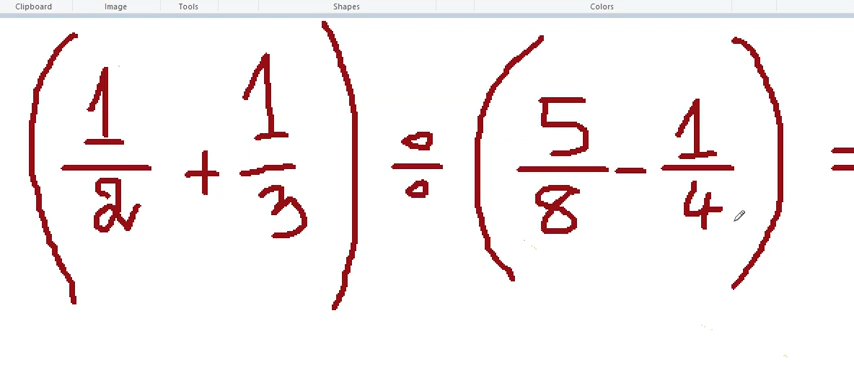 Clipboard Image Tools Shapes Colors
(1/2 + 1/3) ÷ (5/8 - 1/4) =